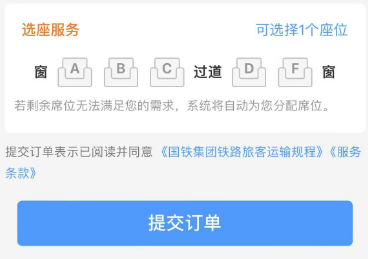 选座服务 可选择1个座位
窗 A B C 过道 D F 窗
若剩余席位无法满足您的需求，系统将自动为您分配席位。
提交订单表示已阅读并同意 《国铁集团铁路旅客运输规程》《服务
条款》
提交订单